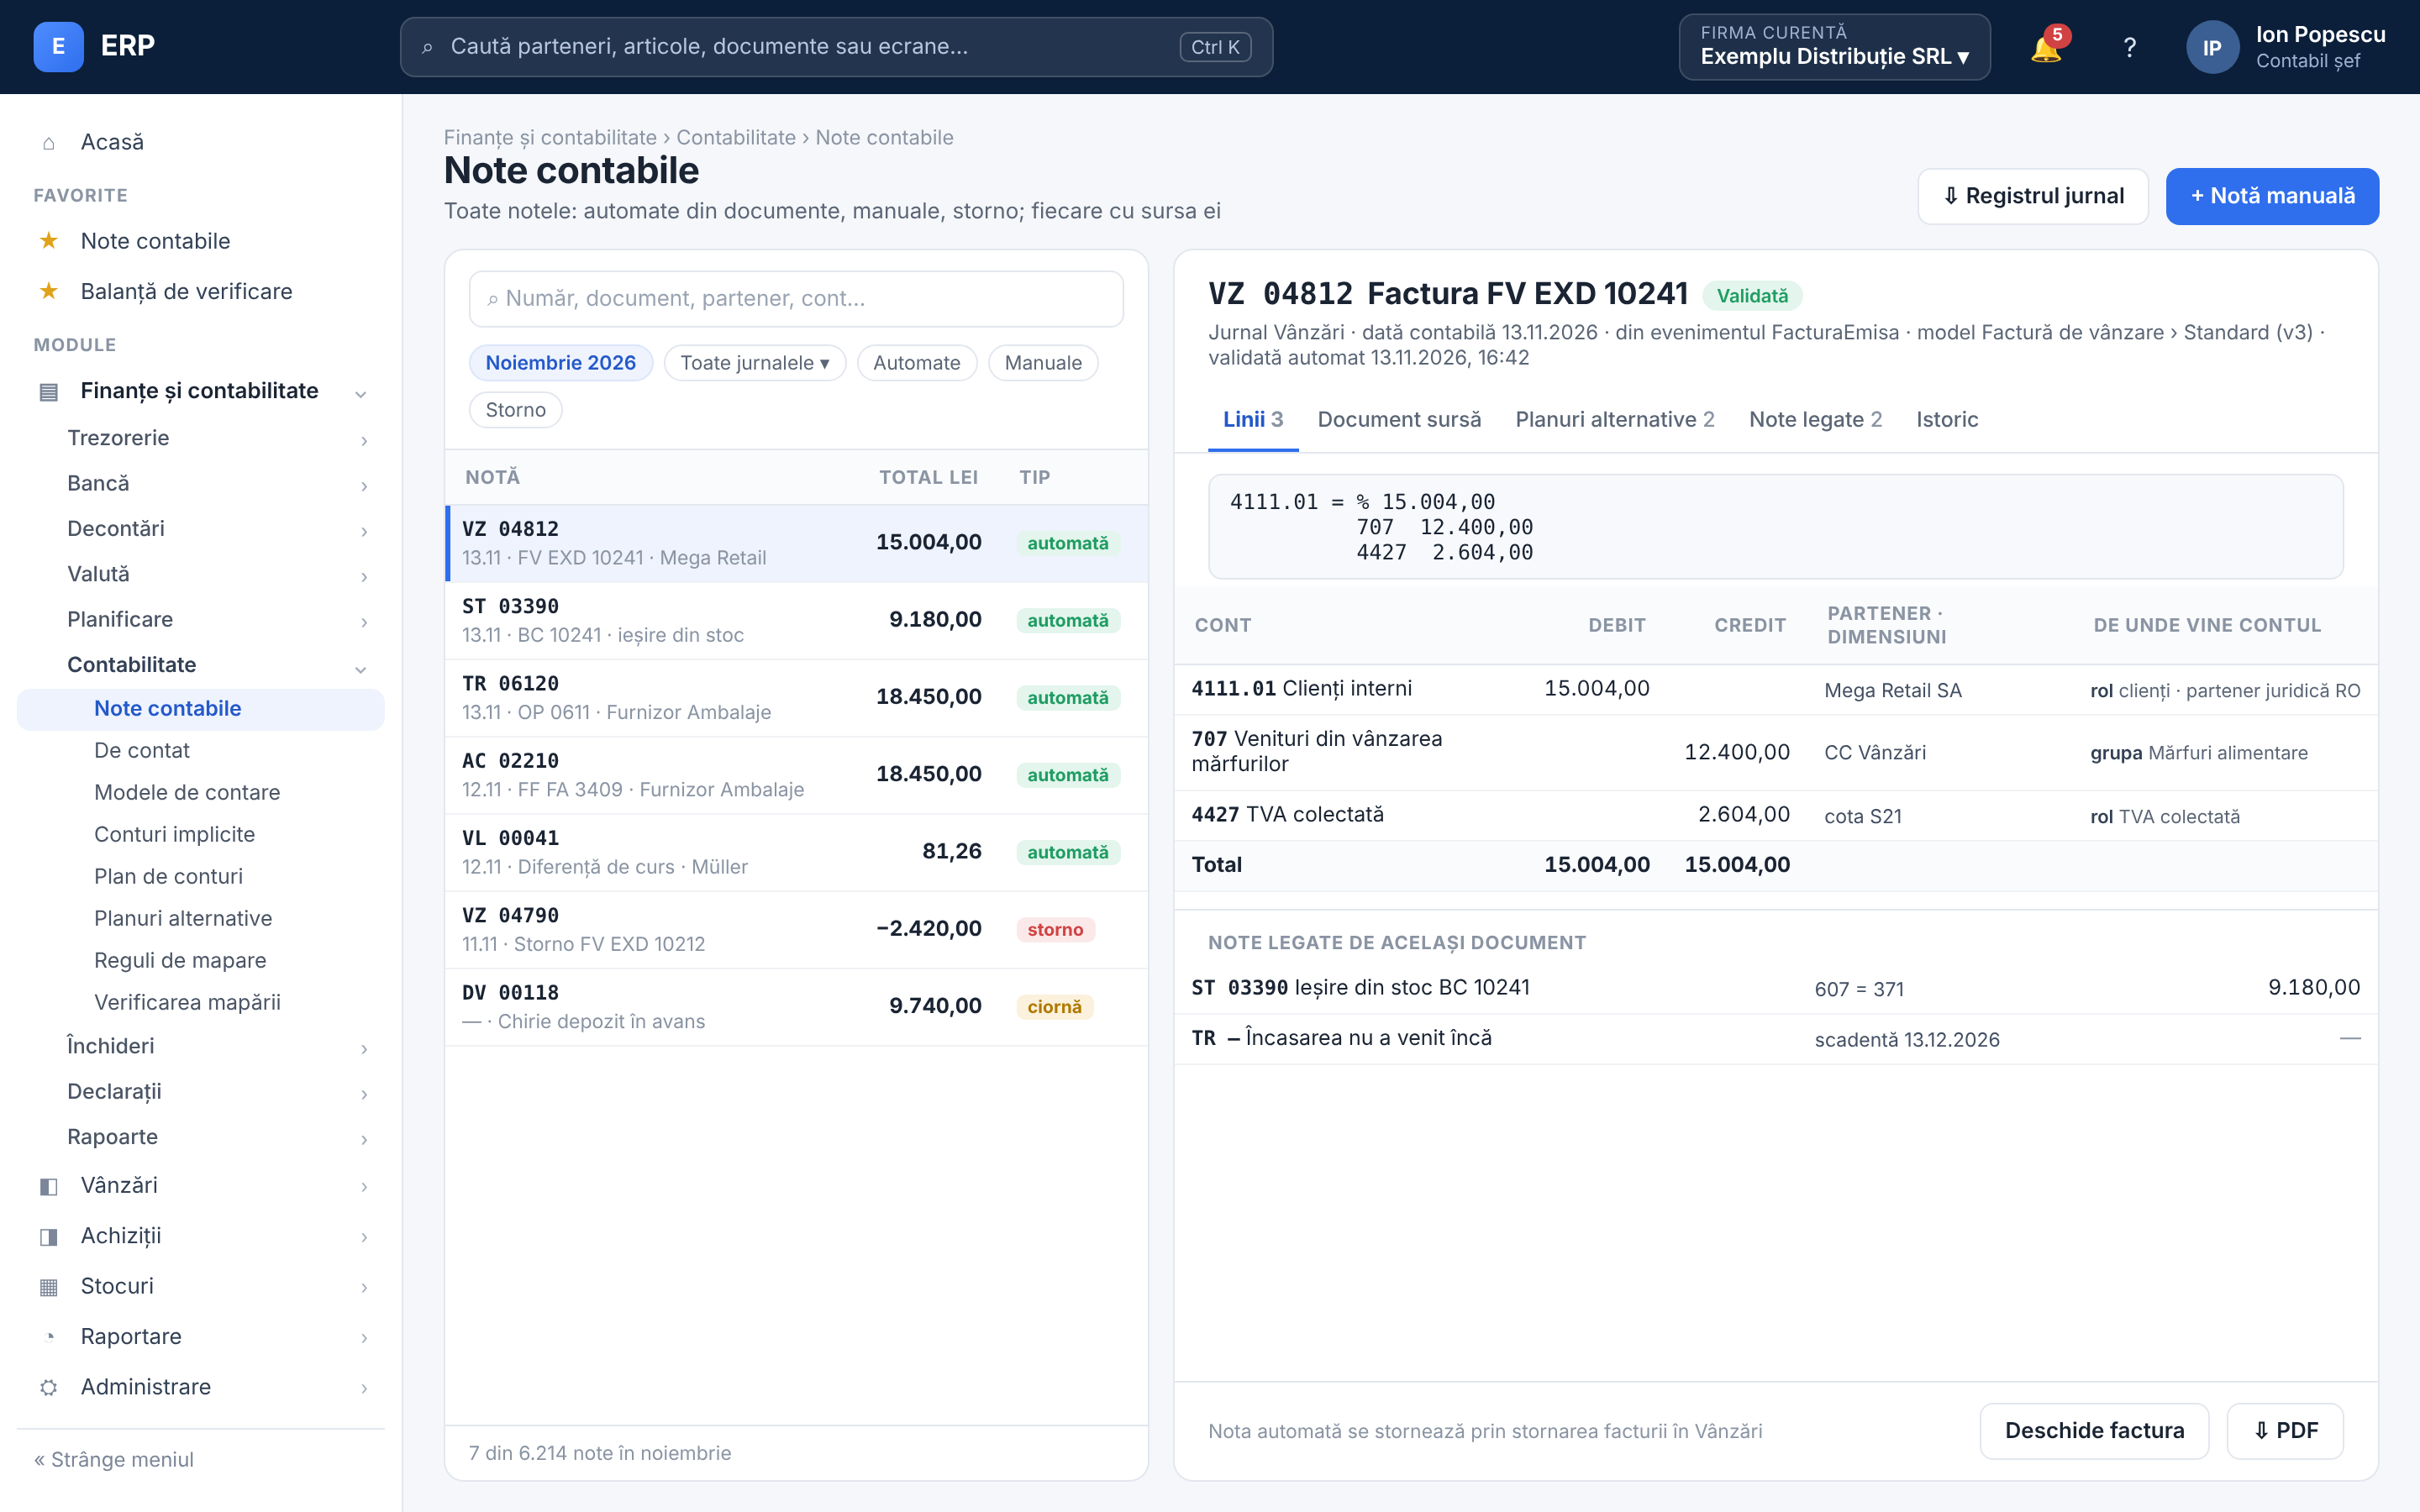 E ERP
Caută parteneri, articole, documente sau ecrane... Ctrl K
FIRMA CURENTĂ
Exemplu Distribuție SRL ▾
5
?
IP
Ion Popescu
Contabil șef
Acasă
FAVORITE
★ Note contabile
★ Balanță de verificare
MODULE
Finanțe și contabilitate
Trezorerie ›
Bancă ›
Decontări ›
Valută ›
Planificare ›
Contabilitate
Note contabile
De contat
Modele de contare
Conturi implicite
Plan de conturi
Planuri alternative
Reguli de mapare
Verificarea mapării
Închideri ›
Declarații ›
Rapoarte ›
Vânzări ›
Achiziții ›
Stocuri ›
Raportare ›
Administrare ›
« Strânge meniul
Finanțe și contabilitate › Contabilitate › Note contabile
Note contabile
Toate notele: automate din documente, manuale, storno; fiecare cu sursa ei
⇩ Registrul jurnal
+ Notă manuală
Număr, document, partener, cont...
Noiembrie 2026 Toate jurnalele ▾ Automate Manuale
Storno
NOTĂ TOTAL LEI TIP
VZ 04812 15.004,00 automată
13.11 · FV EXD 10241 · Mega Retail
ST 03390 9.180,00 automată
13.11 · BC 10241 · ieșire din stoc
TR 06120 18.450,00 automată
13.11 · OP 0611 · Furnizor Ambalaje
AC 02210 18.450,00 automată
12.11 · FF FA 3409 · Furnizor Ambalaje
VL 00041 81,26 automată
12.11 · Diferență de curs · Müller
VZ 04790 −2.420,00 storno
11.11 · Storno FV EXD 10212
DV 00118 9.740,00 ciornă
— · Chirie depozit în avans
7 din 6.214 note în noiembrie
VZ 04812 Factura FV EXD 10241 Validată
Jurnal Vânzări · dată contabilă 13.11.2026 · din evenimentul FacturaEmisa · model Factură de vânzare › Standard (v3) ·
validată automat 13.11.2026, 16:42
Linii 3 Document sursă Planuri alternative 2 Note legate 2 Istoric
4111.01 = % 15.004,00
707 12.400,00
4427 2.604,00
CONT DEBIT CREDIT PARTENER · DIMENSIUNI DE UNDE VINE CONTUL
4111.01 Clienți interni 15.004,00 Mega Retail SA rol clienți · partener juridică RO
707 Venituri din vânzarea mărfurilor 12.400,00 CC Vânzări grupa Mărfuri alimentare
4427 TVA colectată 2.604,00 cota S21 rol TVA colectată
Total 15.004,00 15.004,00
NOTE LEGATE DE ACELAȘI DOCUMENT
ST 03390 Ieșire din stoc BC 10241 607 = 371 9.180,00
TR — Încasarea nu a venit încă scadentă 13.12.2026 —
Nota automată se stornează prin stornarea facturii în Vânzări
Deschide factura
⇩ PDF